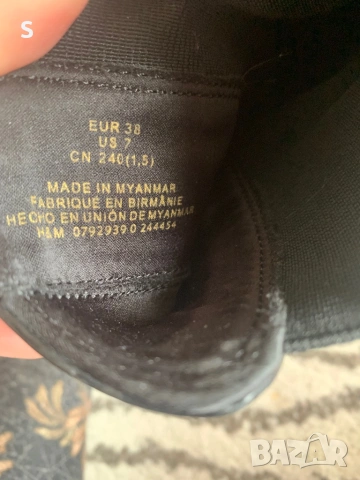 S
EUR 38
US 7
CN 240(1,5)
MADE IN MYANMAR
FABRIQUÉ EN BIRMANIE
HECHO EN UNIÓN DE MYANMAR
H&M 0792939 0 244454
BAZAR